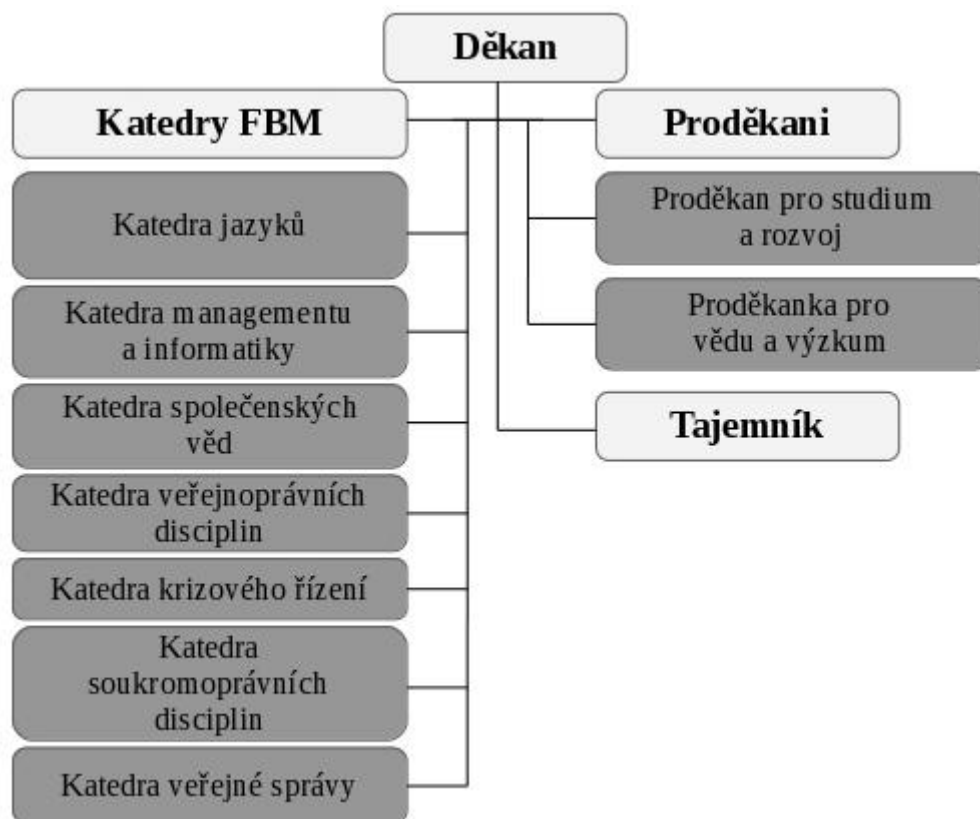 Děkan
Katedry FBM
Katedra jazyků
Katedra managementu
a informatiky
Katedra společenských
věd
Katedra veřejnoprávních
disciplin
Katedra krizového řízení
Katedra
soukromoprávních
disciplin
Katedra veřejné správy
Proděkani
Proděkan pro studium
a rozvoj
Proděkanka pro
vědu a výzkum
Tajemník